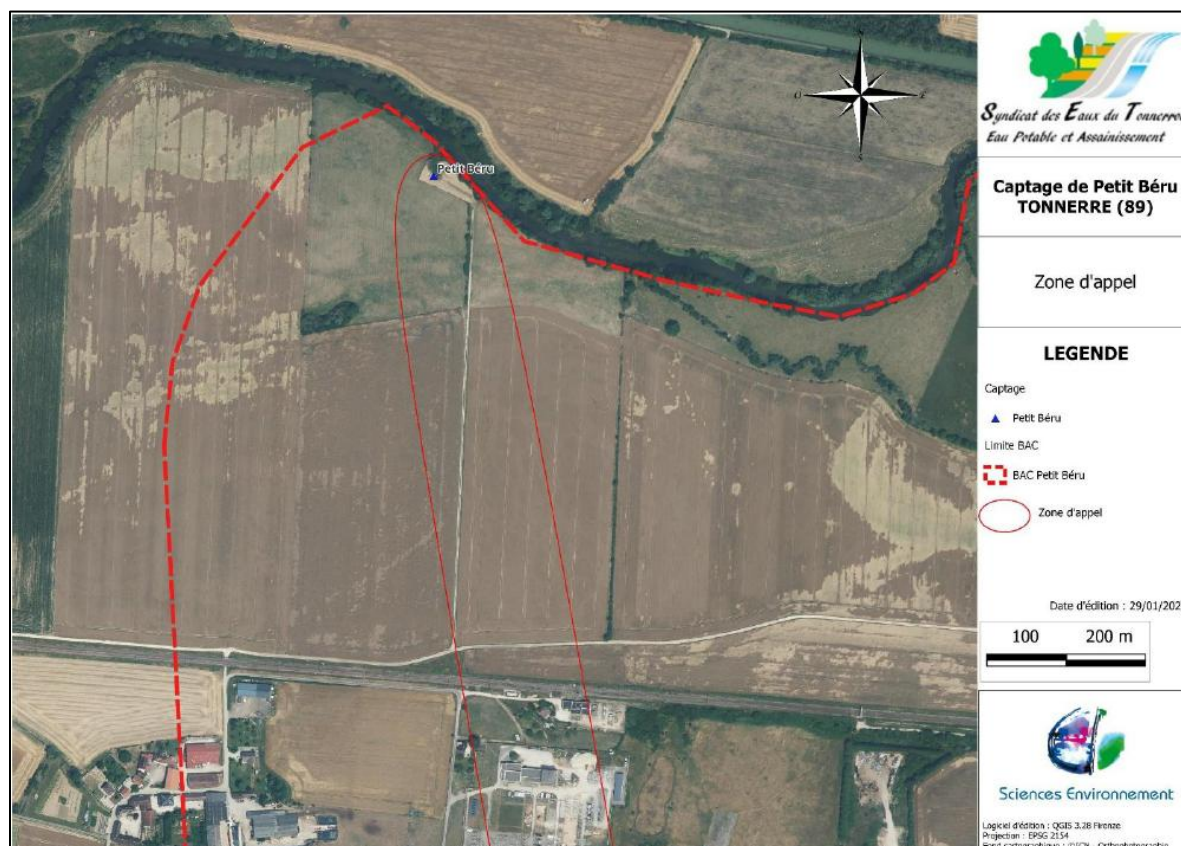 Petit Béru
N
O
E
S
Syndicat des Eaux du Tonnerrois
Eau Potable et Assainissement
Captage de Petit Béru
TONNERRE (89)
Zone d'appel
LEGENDE
Captage
Petit Béru
Limite BAC
BAC Petit Béru
Zone d'appel
Date d'édition : 29/01/202
100 200 m
Sciences Environnement
Logiciel d'édition : QGIS 3.28 Firenze
Projection : EPSG 2154